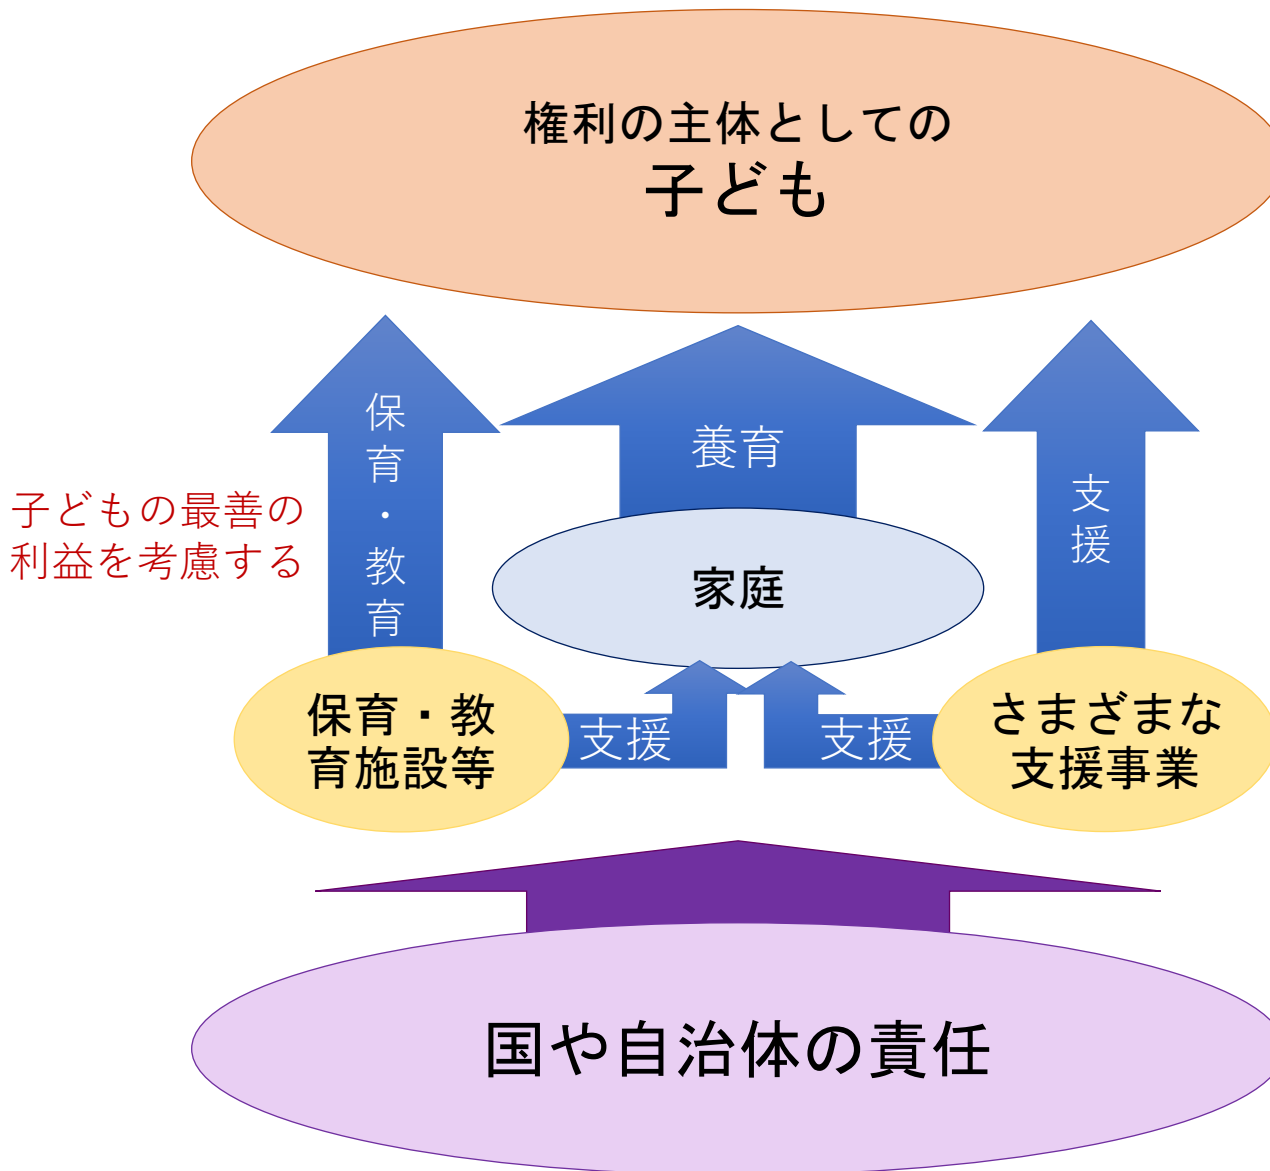 権利の主体としての
子ども
保育・教育
養育
支援
子どもの最善の
利益を考慮する
家庭
保育・教
育施設等
支援
支援
さまざまな
支援事業
国や自治体の責任